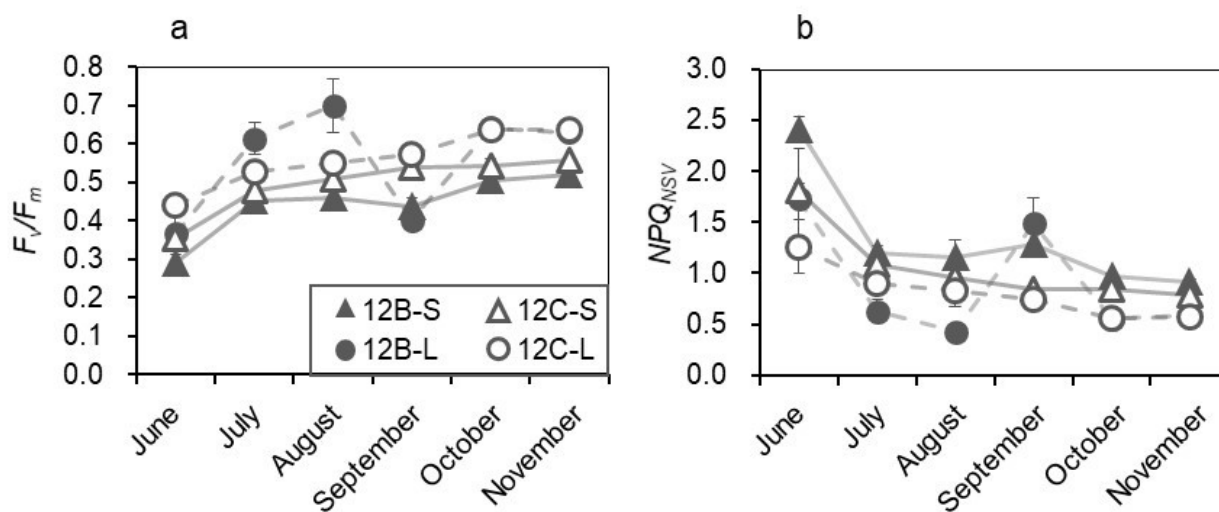 a
0.8
0.7
0.6
0.5
0.4
0.3
0.2
0.1
0.0
Fv/Fm
12B-S 12C-S
12B-L 12C-L
June
July
August
September
October
November
b
3.0
2.5
2.0
1.5
1.0
0.5
0.0
NPQNSV
June
July
August
September
October
November